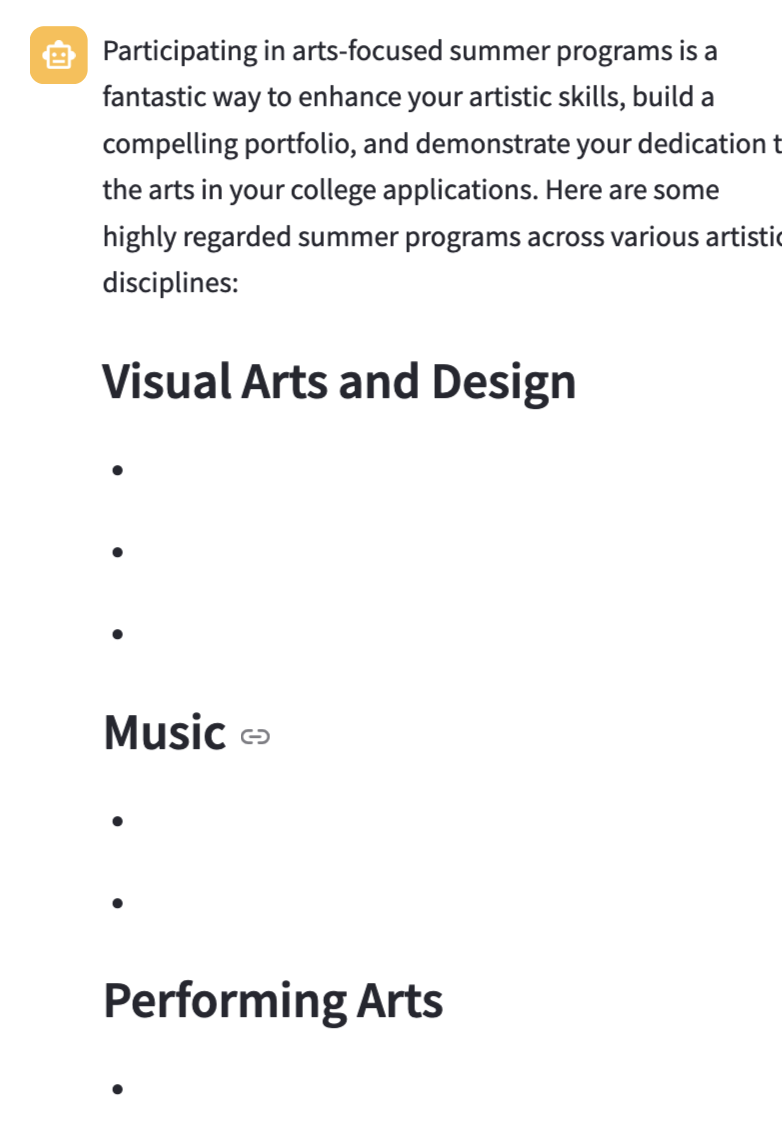 Participating in arts-focused summer programs is a
fantastic way to enhance your artistic skills, build a
compelling portfolio, and demonstrate your dedication t
the arts in your college applications. Here are some
highly regarded summer programs across various artistic
disciplines:
Visual Arts and Design
•
•
•
Music
•
•
Performing Arts
•